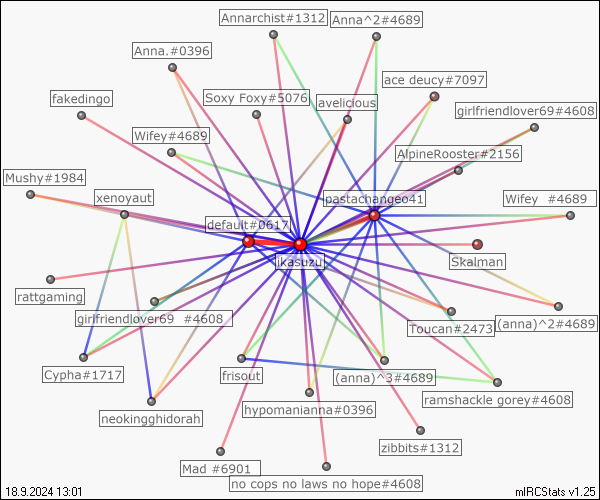 Annarchist#1312
Anna^2#4689
Anna.#0396
ace deucy#7097
fakedingo
Soxy Foxy#5076
avelicious
girlfriendlover69#4608
Wifey#4689
AlpineRooster#2156
Mushy#1984
xenoyaut
pastachangeo41
Wifey  #4689
default#0617
ikasuzu
Skalman
rattgaming
girlfriendlover69  #4608
Toucan#2473
(anna)^2#4689
Cypha#1717
frisout
(anna)^3#4689
ramshackle gorey#4608
neokingghidorah
hypomanianna#0396
zibbits#1312
Mad  #6901
no cops no laws no hope#4608
18.9.2024 13:01
mIRCStats v1.25